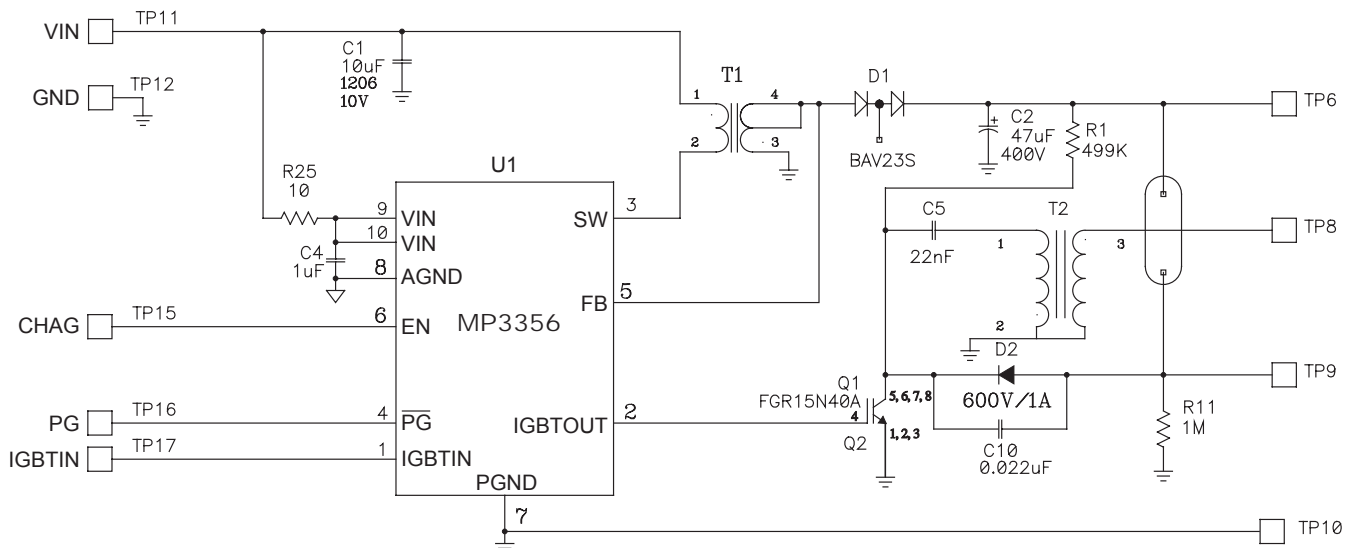 VIN
TP11
C1
10uF
1206
10V
GND
TP12
T1
1
4
2
3
D1
BAV23S
C2
+
47uF
400V
R1
499K
TP6
R25
10
U1
9
VIN
10
VIN
C4
1uF
8
AGND
SW
3
FB
5
C5
22nF
T2
1
3
2
TP8
CHAG
TP15
6
EN
MP3356
D2
600V/1A
TP9
Q1
5,6,7,8
FGR15N40A
4
1,2,3
Q2
C10
0.022uF
R11
1M
PG
TP16
4
PG
IGBTOUT
2
IGBTIN
TP17
1
IGBTIN
PGND
7
TP10